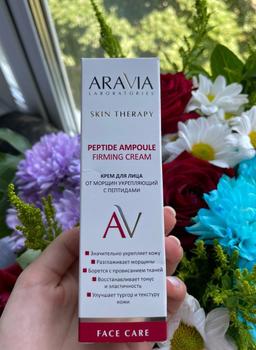 ARAVIA
LABORATORIES
SKIN THERAPY
PEPTIDE AMPOULE
FIRMING CREAM
КРЕМ ДЛЯ ЛИЦА
ОТ МОРЩИН УКРЕПЛЯЮЩИЙ
С ПЕПТИДАМИ
AV
Значительно укрепляет кожу
Разглаживает морщины
Борется с провисанием тканей
Восстанавливает тонус
и эластичность
Улучшает тургор и текстуру
кожи
FACE CARE